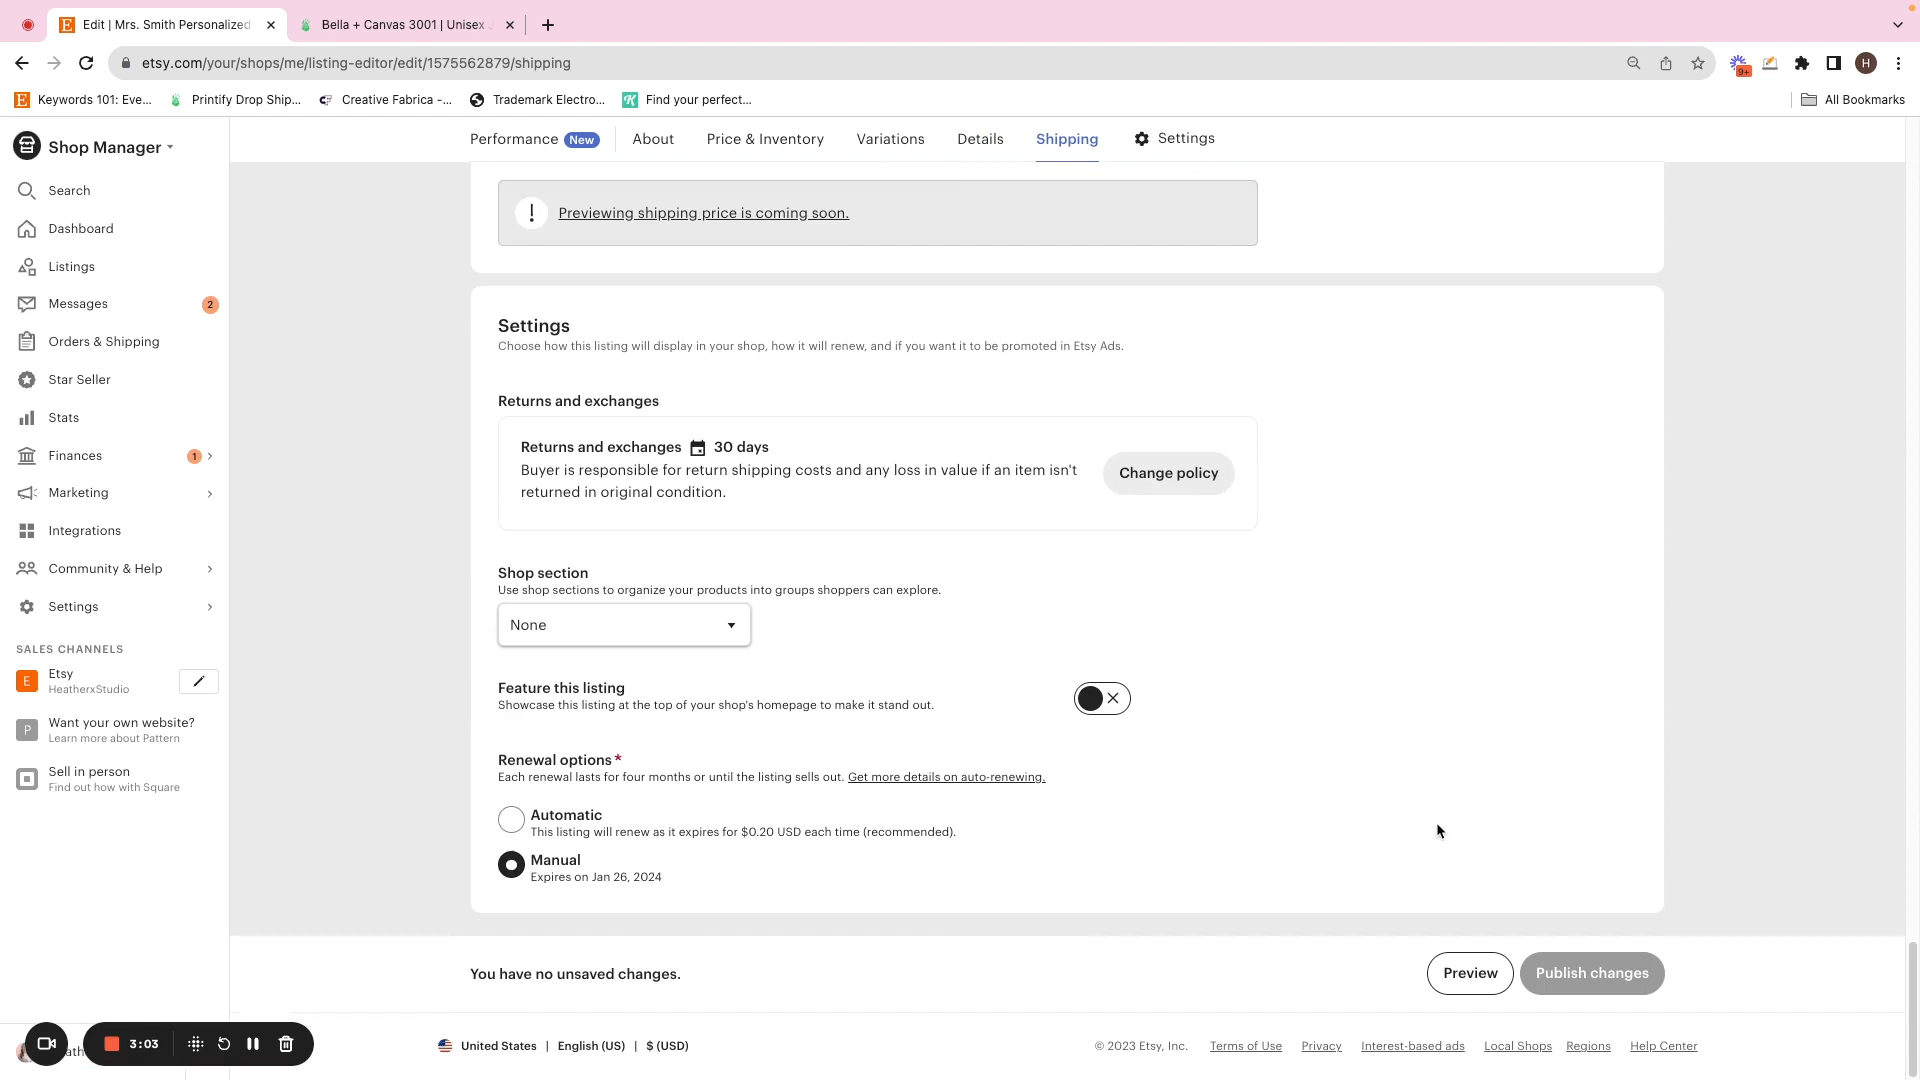 Edit | Mrs. Smith Personalized
Bella + Canvas 3001 | Unisex
etsy.com/your/shops/me/listing-editor/edit/1575562879/shipping
9+
H
Keywords 101: Eve...
Printify Drop Ship...
CF
Creative Fabrica -...
Trademark Electro...
Find your perfect...
All Bookmarks
Shop Manager
Performance New
About
Price & Inventory
Variations
Details
Shipping
Settings
Search
Dashboard
Listings
Messages
2
Orders & Shipping
Star Seller
Stats
Finances
1
Marketing
Integrations
Community & Help
Settings
SALES CHANNELS
E
Etsy
HeatherxStudio
P
Want your own website?
Learn more about Pattern
Sell in person
Find out how with Square
Previewing shipping price is coming soon.
Settings
Choose how this listing will display in your shop, how it will renew, and if you want it to be promoted in Etsy Ads.
Returns and exchanges
Returns and exchanges 30 days
Buyer is responsible for return shipping costs and any loss in value if an item isn't
returned in original condition.
Change policy
Shop section
Use shop sections to organize your products into groups shoppers can explore.
None
Feature this listing
Showcase this listing at the top of your shop's homepage to make it stand out.
Renewal options*
Each renewal lasts for four months or until the listing sells out. Get more details on auto-renewing.
Automatic
This listing will renew as it expires for $0.20 USD each time (recommended).
Manual
Expires on Jan 26, 2024
You have no unsaved changes.
Preview
Publish changes
3:03
United States | English (US) | $ (USD)
© 2023 Etsy, Inc.
Terms of Use
Privacy
Interest-based ads
Local Shops
Regions
Help Center